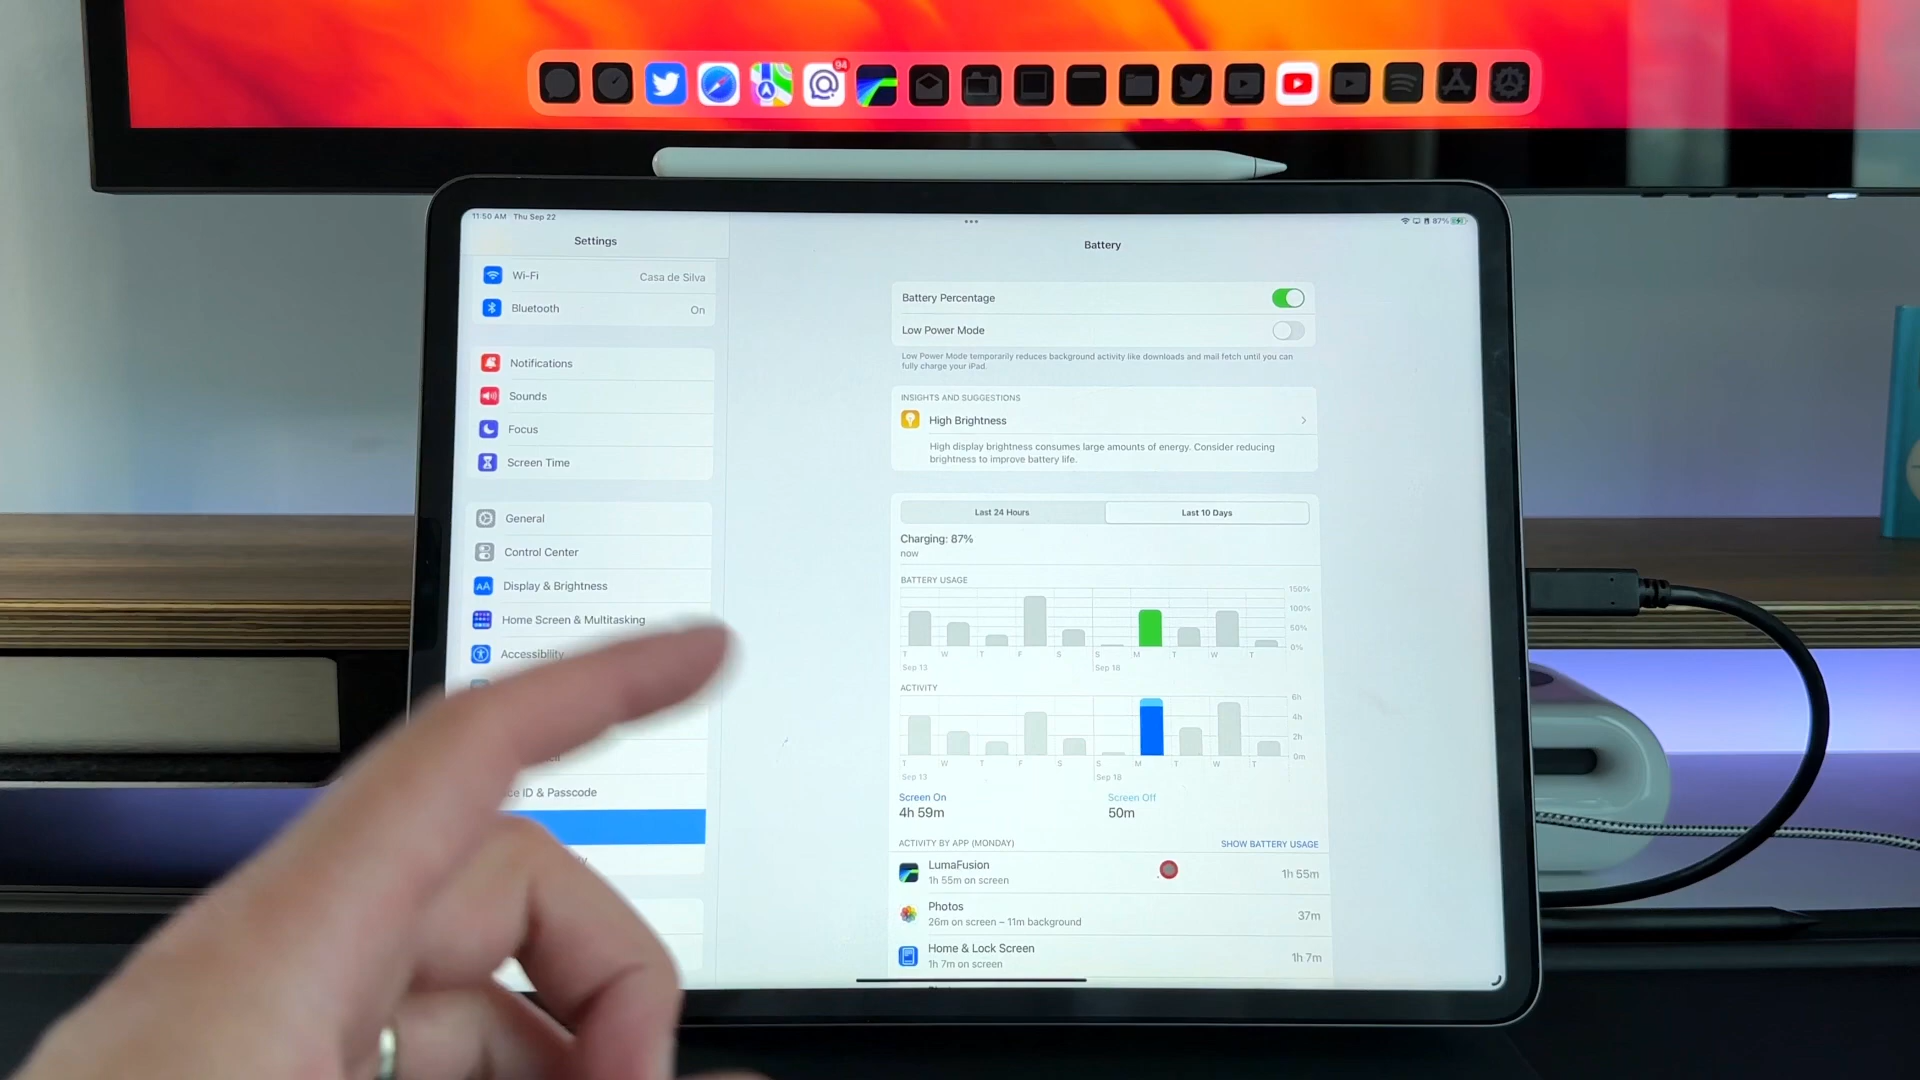 94
11:50 AM Thu Sep 22
87%
Settings
Wi-Fi
Casa de Silva
Bluetooth
On
Notifications
Sounds
Focus
Screen Time
General
Control Center
AA
Display & Brightness
Home Screen & Multitasking
Accessibility
ce ID & Passcode
Battery
Battery Percentage
Low Power Mode
Low Power Mode temporarily reduces background activity like downloads and mail fetch until you can
fully charge your iPad.
INSIGHTS AND SUGGESTIONS
High Brightness
High display brightness consumes large amounts of energy. Consider reducing
brightness to improve battery life.
Last 24 Hours
Last 10 Days
Charging: 87%
now
BATTERY USAGE
150%
100%
50%
0%
T W T F S S M T W T
Sep 13
Sep 18
ACTIVITY
6h
4h
2h
0m
T W T F S S M T W T
Sep 13
Sep 18
Screen On
Screen Off
4h 59m
50m
ACTIVITY BY APP (MONDAY)
SHOW BATTERY USAGE
LumaFusion
1h 55m on screen
1h 55m
Photos
26m on screen – 11m background
37m
Home & Lock Screen
1h 7m on screen
1h 7m